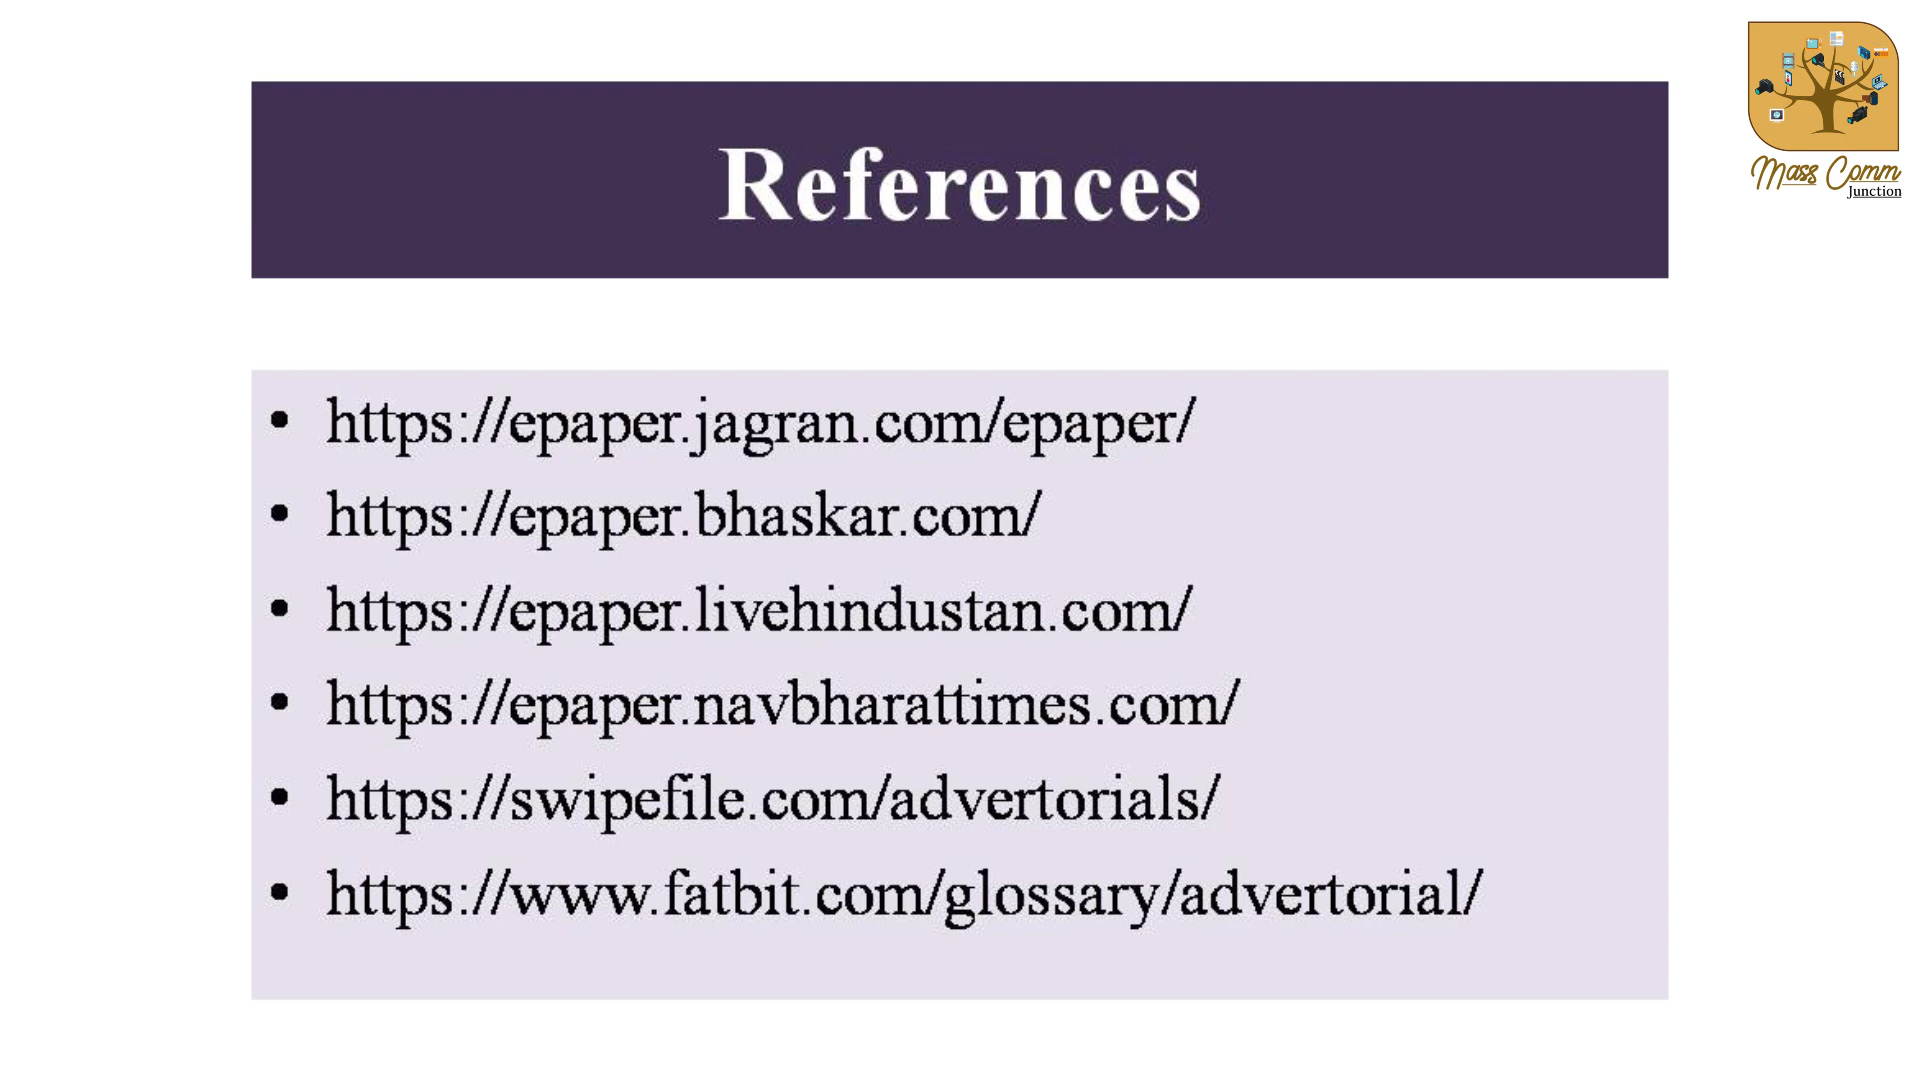 References
• https://epaper.jagran.com/epaper/
• https://epaper.bhaskar.com/
• https://epaper.livehindustan.com/
• https://epaper.navbharattimes.com/
• https://swipefile.com/advertorials/
• https://www.fatbit.com/glossary/advertorial/
Mass Comm
Junction